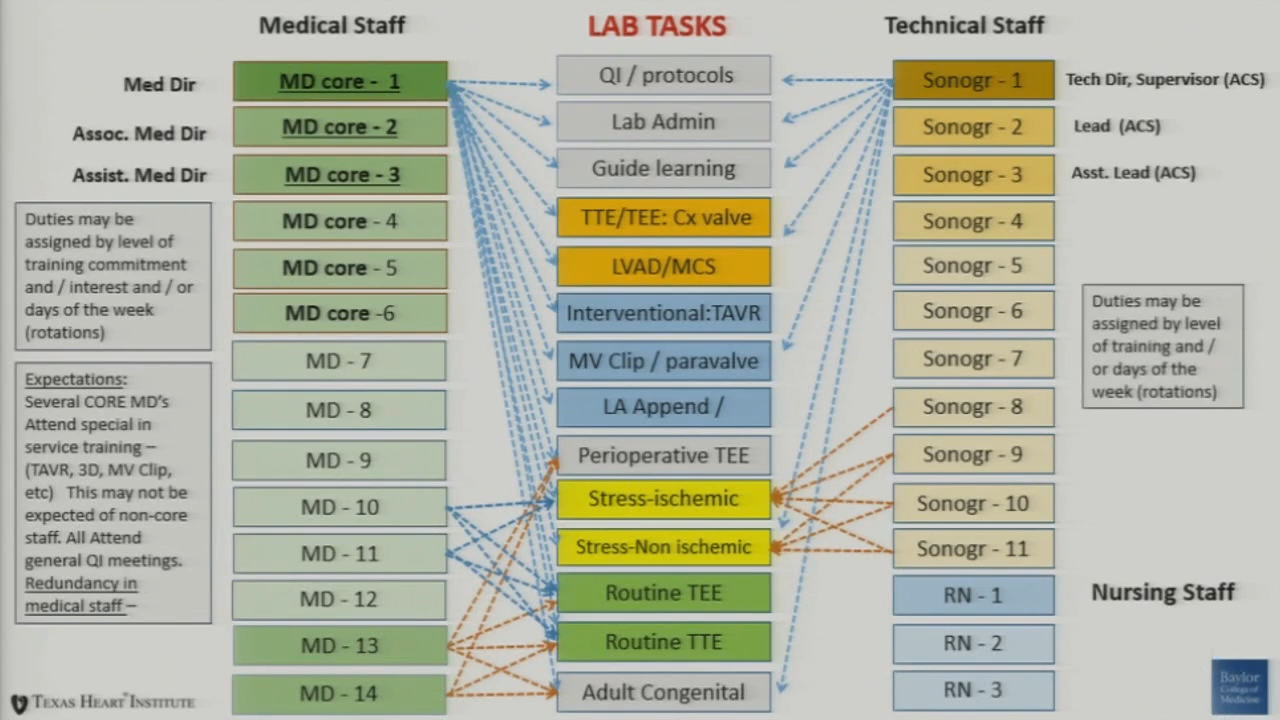 Medical Staff
LAB TASKS
Technical Staff
Med Dir
MD core - 1
QI / protocols
Sonogr - 1
Tech Dir, Supervisor (ACS)
Assoc. Med Dir
MD core - 2
Lab Admin
Sonogr - 2
Lead (ACS)
Assist. Med Dir
MD core - 3
Guide learning
Sonogr - 3
Asst. Lead (ACS)
Duties may be
assigned by level of
training commitment
and / interest and / or
days of the week
(rotations)
MD core - 4
TTE/TEE: Cx valve
Sonogr - 4
MD core - 5
LVAD/MCS
Sonogr - 5
MD core -6
Interventional:TAVR
Sonogr - 6
Duties may be
assigned by level
of training and /
or days of the
week (rotations)
MD - 7
MV Clip / paravalve
Sonogr - 7
Expectations:
Several CORE MD's
Attend special in
service training –
(TAVR, 3D, MV Clip,
etc) This may not be
expected of non-core
staff. All Attend
general QI meetings.
Redundancy in
medical staff –
MD - 8
LA Append /
Sonogr - 8
MD - 9
Perioperative TEE
Sonogr - 9
MD - 10
Stress-ischemic
Sonogr - 10
MD - 11
Stress-Non ischemic
Sonogr - 11
MD - 12
Routine TEE
RN - 1
Nursing Staff
MD - 13
Routine TTE
RN - 2
MD - 14
Adult Congenital
RN - 3
TEXAS HEART INSTITUTE
Baylor
College of
Medicine